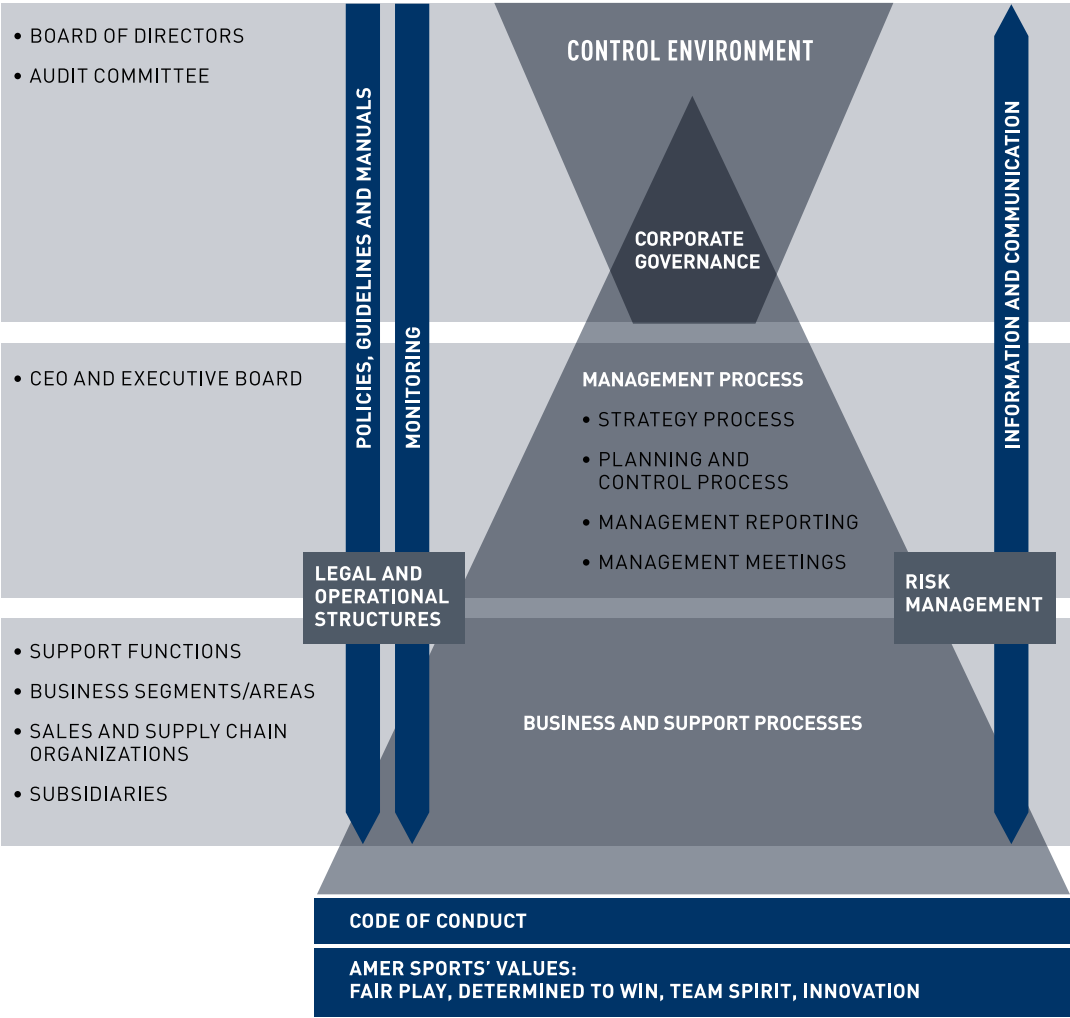 • BOARD OF DIRECTORS
• AUDIT COMMITTEE
POLICIES, GUIDELINES AND MANUALS
MONITORING
CONTROL ENVIRONMENT
CORPORATE
GOVERNANCE
INFORMATION AND COMMUNICATION
• CEO AND EXECUTIVE BOARD
MANAGEMENT PROCESS
• STRATEGY PROCESS
• PLANNING AND
CONTROL PROCESS
• MANAGEMENT REPORTING
• MANAGEMENT MEETINGS
LEGAL AND
OPERATIONAL
STRUCTURES
RISK
MANAGEMENT
• SUPPORT FUNCTIONS
• BUSINESS SEGMENTS/AREAS
• SALES AND SUPPLY CHAIN
ORGANIZATIONS
• SUBSIDIARIES
BUSINESS AND SUPPORT PROCESSES
CODE OF CONDUCT
AMER SPORTS’ VALUES:
FAIR PLAY, DETERMINED TO WIN, TEAM SPIRIT, INNOVATION